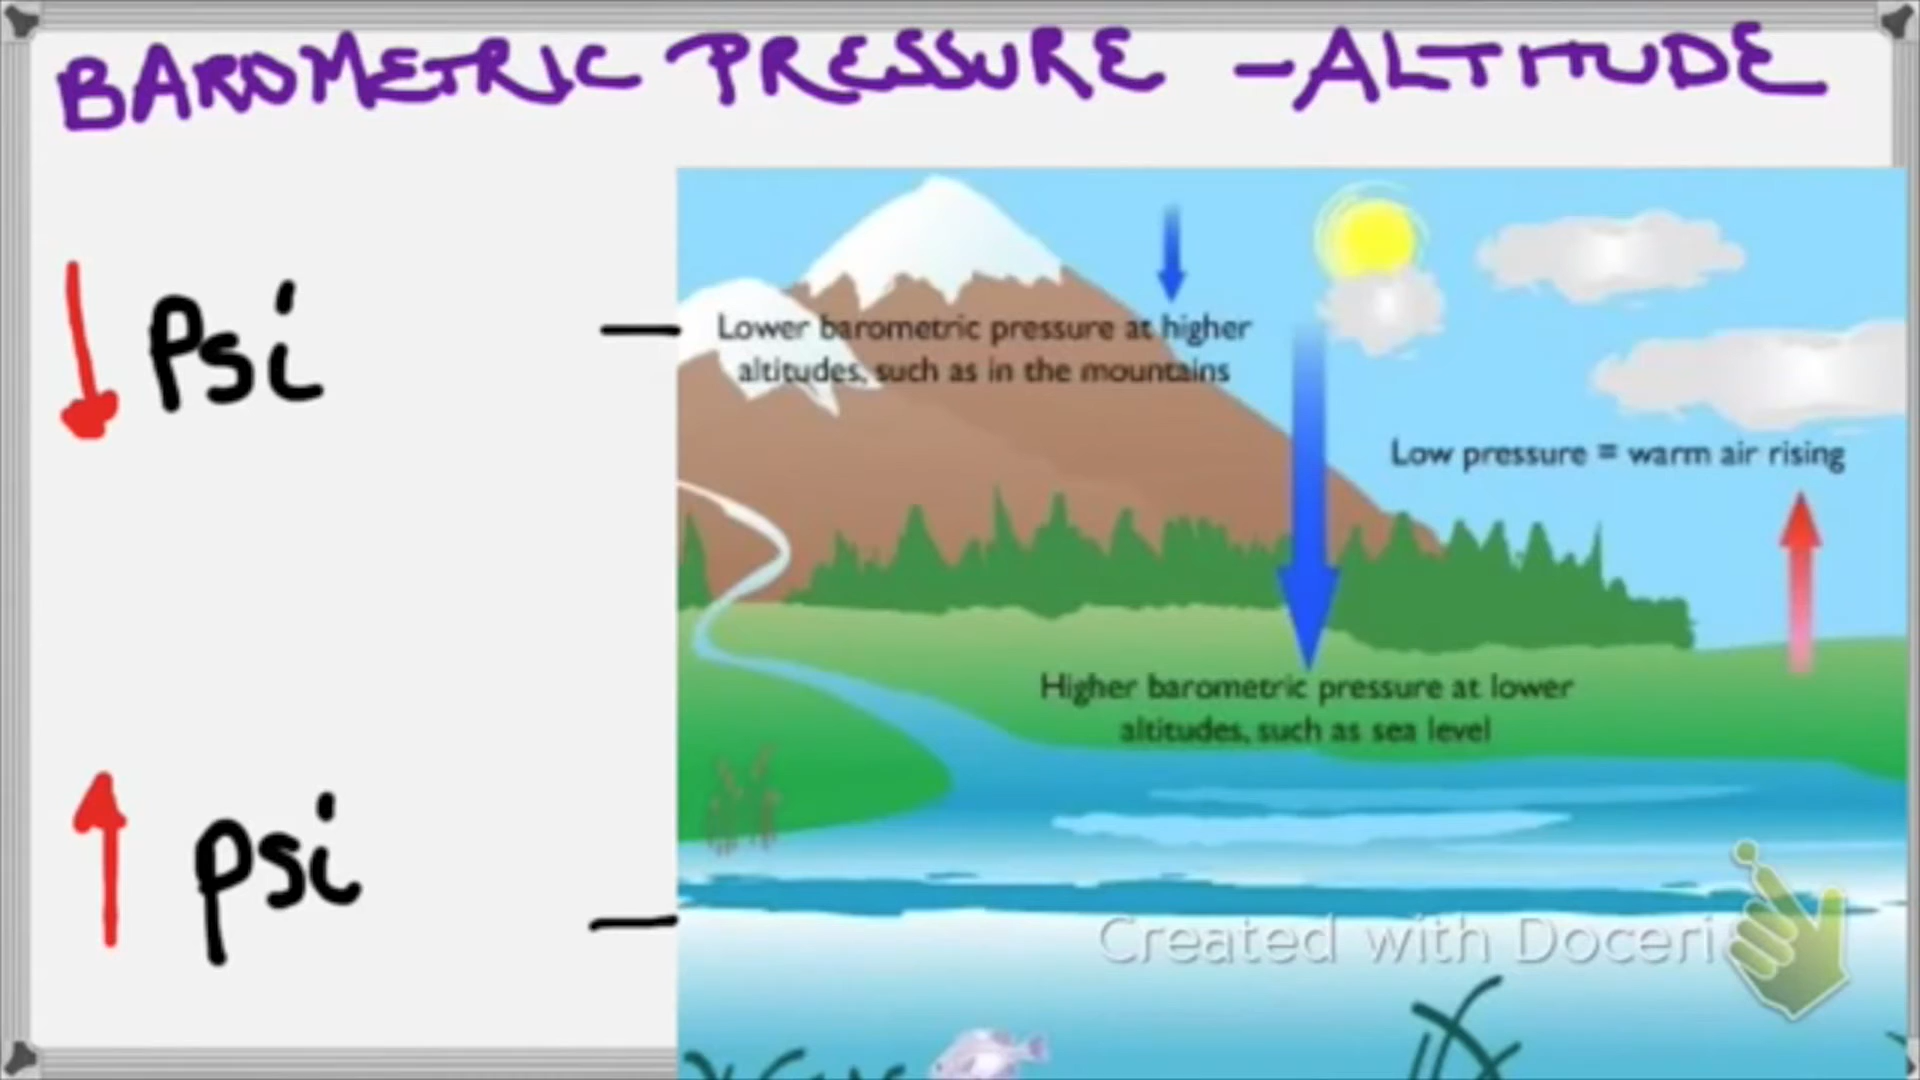 BAROMETRIC PRESSURE - ALTITUDE
Psi
Lower barometric pressure at higher
altitudes, such as in the mountains
Low pressure = warm air rising
Higher barometric pressure at lower
altitudes, such as sea level
psi
Created with Doceri